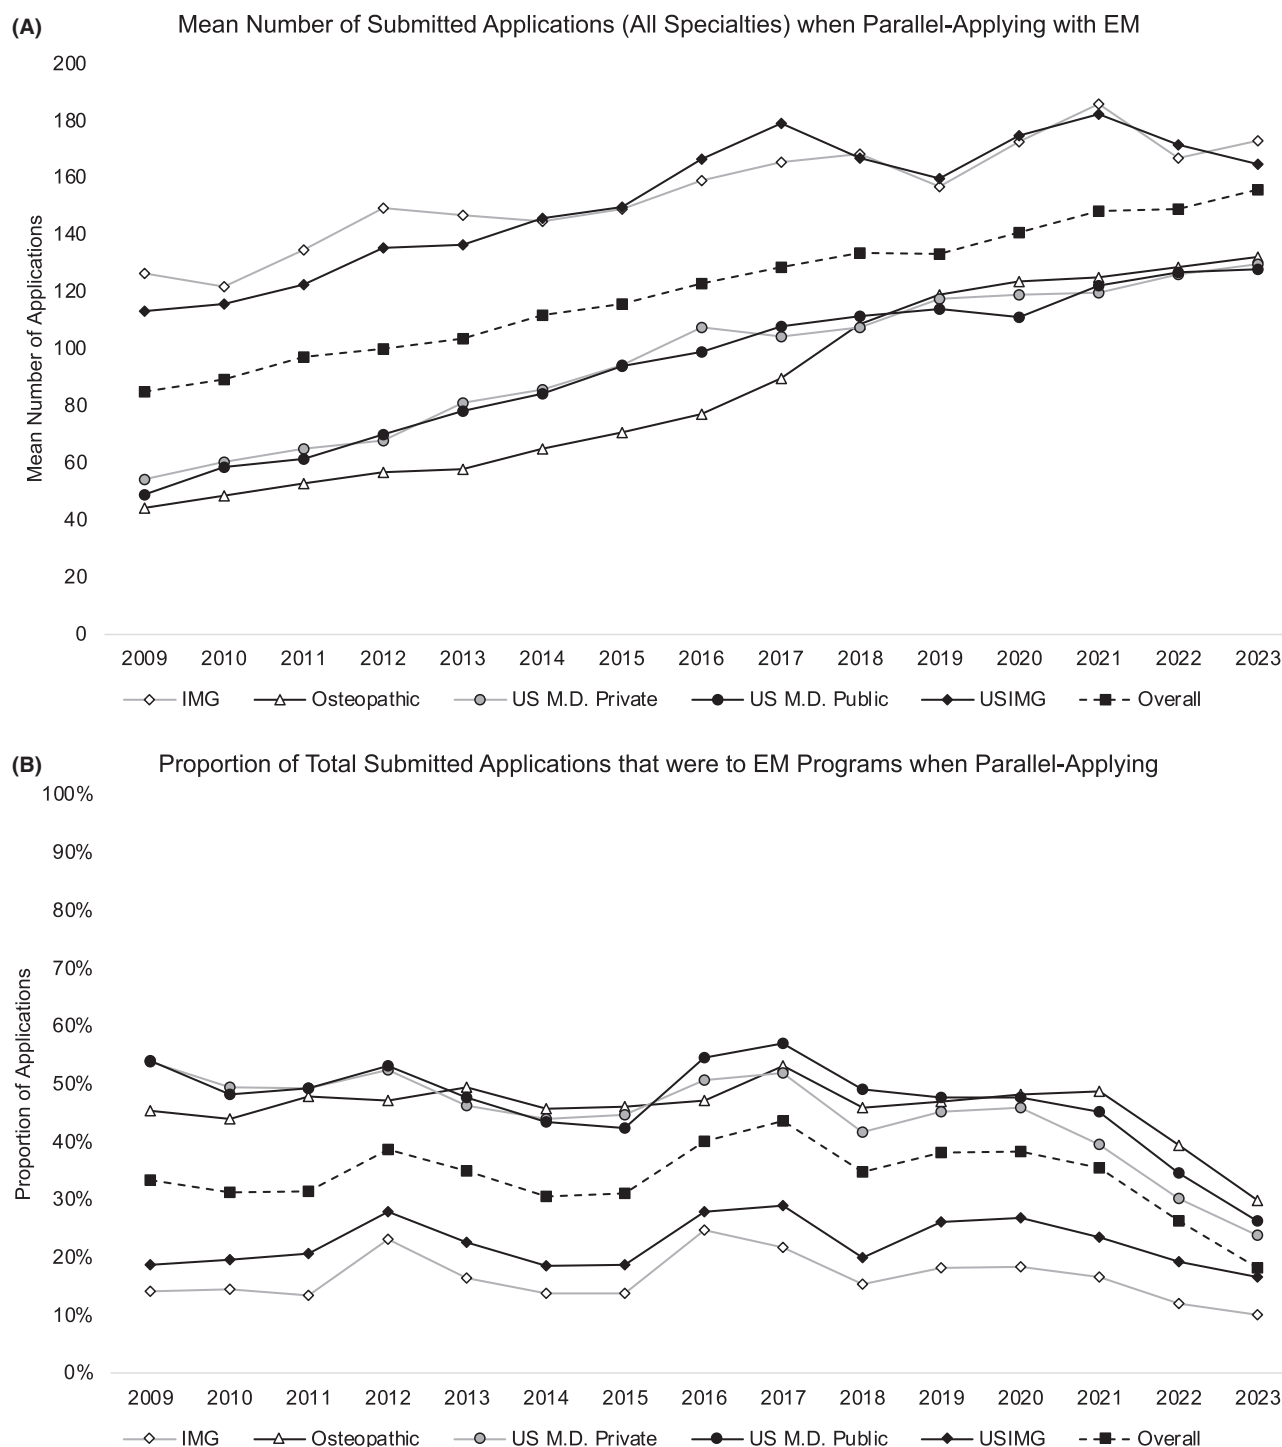 (A) Mean Number of Submitted Applications (All Specialties) when Parallel-Applying with EM
Mean Number of Applications
200
180
160
140
120
100
80
60
40
20
0
2009 2010 2011 2012 2013 2014 2015 2016 2017 2018 2019 2020 2021 2022 2023
IMG Osteopathic US M.D. Private US M.D. Public USIMG Overall
(B) Proportion of Total Submitted Applications that were to EM Programs when Parallel-Applying
Proportion of Applications
100%
90%
80%
70%
60%
50%
40%
30%
20%
10%
0%
2009 2010 2011 2012 2013 2014 2015 2016 2017 2018 2019 2020 2021 2022 2023
IMG Osteopathic US M.D. Private US M.D. Public USIMG Overall